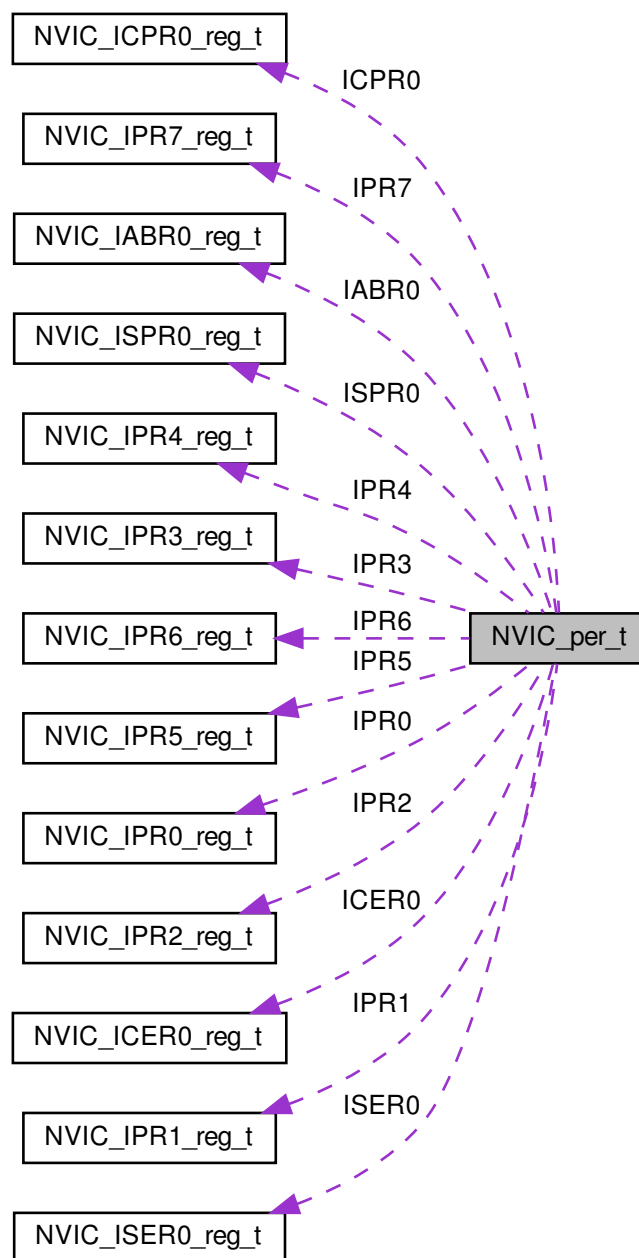 NVIC_ICPR0_reg_t
ICPR0
NVIC_IPR7_reg_t
IPR7
NVIC_IABR0_reg_t
IABR0
NVIC_ISPR0_reg_t
ISPR0
NVIC_IPR4_reg_t
IPR4
NVIC_IPR3_reg_t
IPR3
NVIC_IPR6_reg_t
IPR6
NVIC_per_t
IPR5
NVIC_IPR5_reg_t
IPR0
NVIC_IPR0_reg_t
IPR2
NVIC_IPR2_reg_t
ICER0
NVIC_ICER0_reg_t
IPR1
NVIC_IPR1_reg_t
ISER0
NVIC_ISER0_reg_t